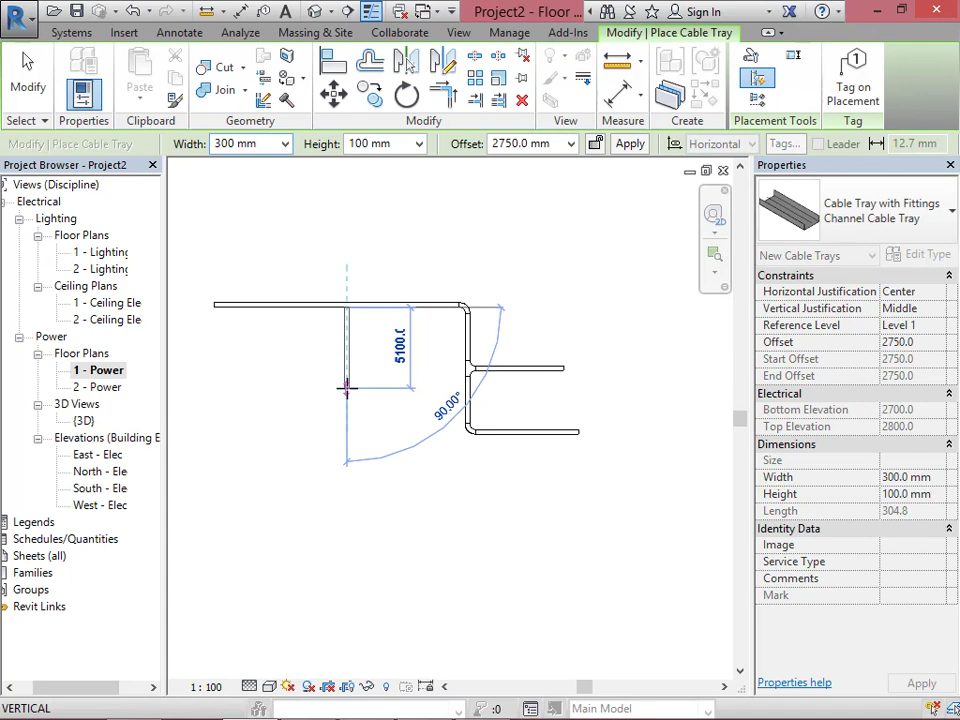 Project2 - Floor ...
Sign In
Systems Insert Annotate Analyze Massing & Site Collaborate View Manage Add-Ins Modify | Place Cable Tray
Modify
Paste
Cut
Join
Tag on
Placement
Select Properties Clipboard Geometry Modify View Measure Create Placement Tools Tag
Modify | Place Cable Tray Width: 300 mm Height: 100 mm Offset: 2750.0 mm Apply Horizontal Tags... Leader 12.7 mm
Project Browser - Project2
Views (Discipline)
Electrical
Lighting
Floor Plans
1 - Lighting
2 - Lighting
Ceiling Plans
1 - Ceiling Ele
2 - Ceiling Ele
Power
Floor Plans
1 - Power
2 - Power
3D Views
{3D}
Elevations (Building E
East - Elec
North - Ele
South - Ele
West - Elec
Legends
Schedules/Quantities
Sheets (all)
Families
Groups
Revit Links
2D
5100.0
90.00°
Properties
Cable Tray with Fittings
Channel Cable Tray
New Cable Trays Edit Type
Constraints
Horizontal Justification Center
Vertical Justification Middle
Reference Level Level 1
Offset 2750.0
Start Offset 2750.0
End Offset 2750.0
Electrical
Bottom Elevation 2700.0
Top Elevation 2800.0
Dimensions
Size
Width 300.0 mm
Height 100.0 mm
Length 304.8
Identity Data
Image
Service Type
Comments
Mark
Properties help Apply
1 : 100
VERTICAL :0 Main Model